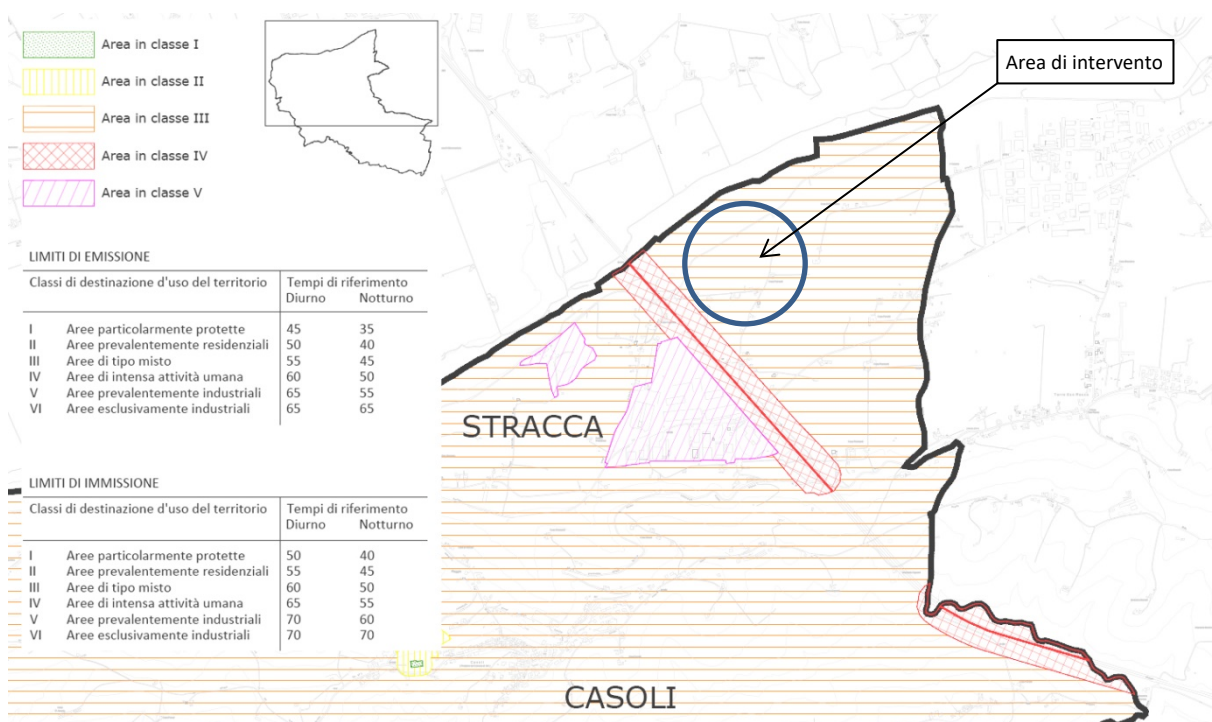 Area in classe I
Area in classe II
Area in classe III
Area in classe IV
Area in classe V
Area di intervento
LIMITI DI EMISSIONE
Classi di destinazione d'uso del territorio Tempi di riferimento
Diurno Notturno
I Aree particolarmente protette 45 35
II Aree prevalentemente residenziali 50 40
III Aree di tipo misto 55 45
IV Aree di intensa attività umana 60 50
V Aree prevalentemente industriali 65 55
VI Aree esclusivamente industriali 65 65
STRACCA
LIMITI DI IMMISSIONE
Classi di destinazione d'uso del territorio Tempi di riferimento
Diurno Notturno
I Aree particolarmente protette 50 40
II Aree prevalentemente residenziali 55 45
III Aree di tipo misto 60 50
IV Aree di intensa attività umana 65 55
V Aree prevalentemente industriali 70 60
VI Aree esclusivamente industriali 70 70
CASOLI